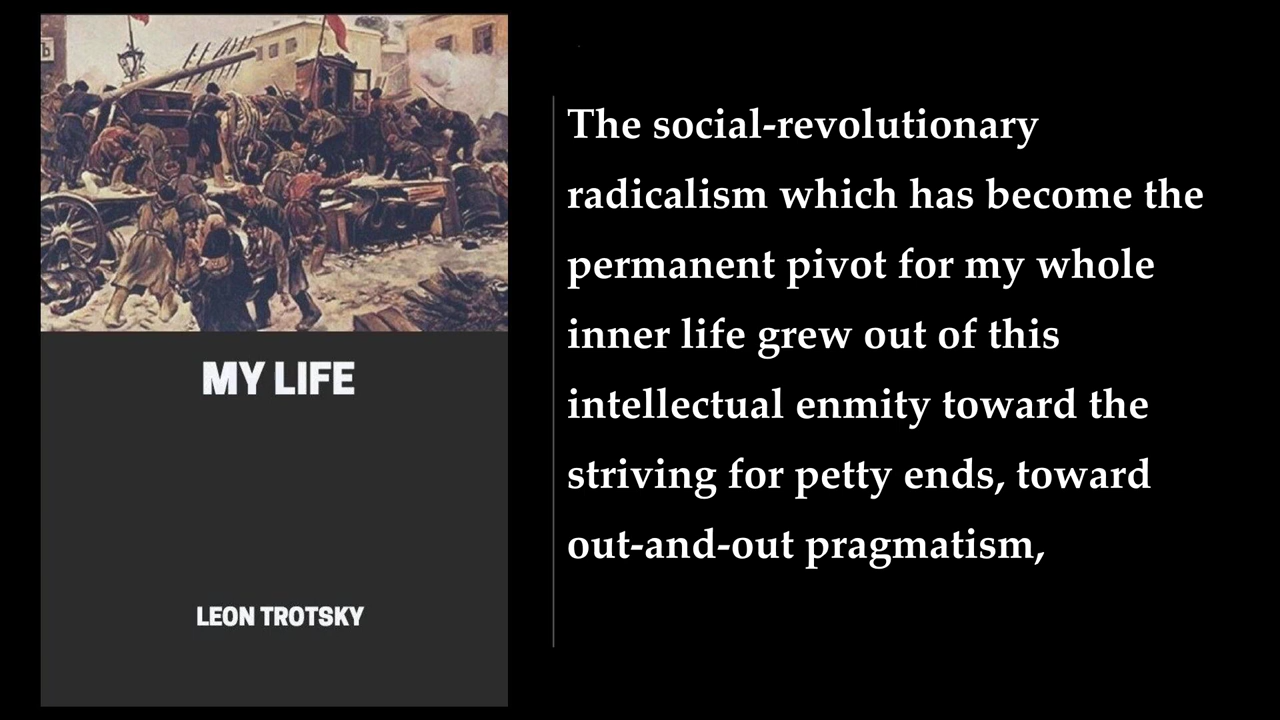 MY LIFE
LEON TROTSKY
The social-revolutionary
radicalism which has become the
permanent pivot for my whole
inner life grew out of this
intellectual enmity toward the
striving for petty ends, toward
out-and-out pragmatism,